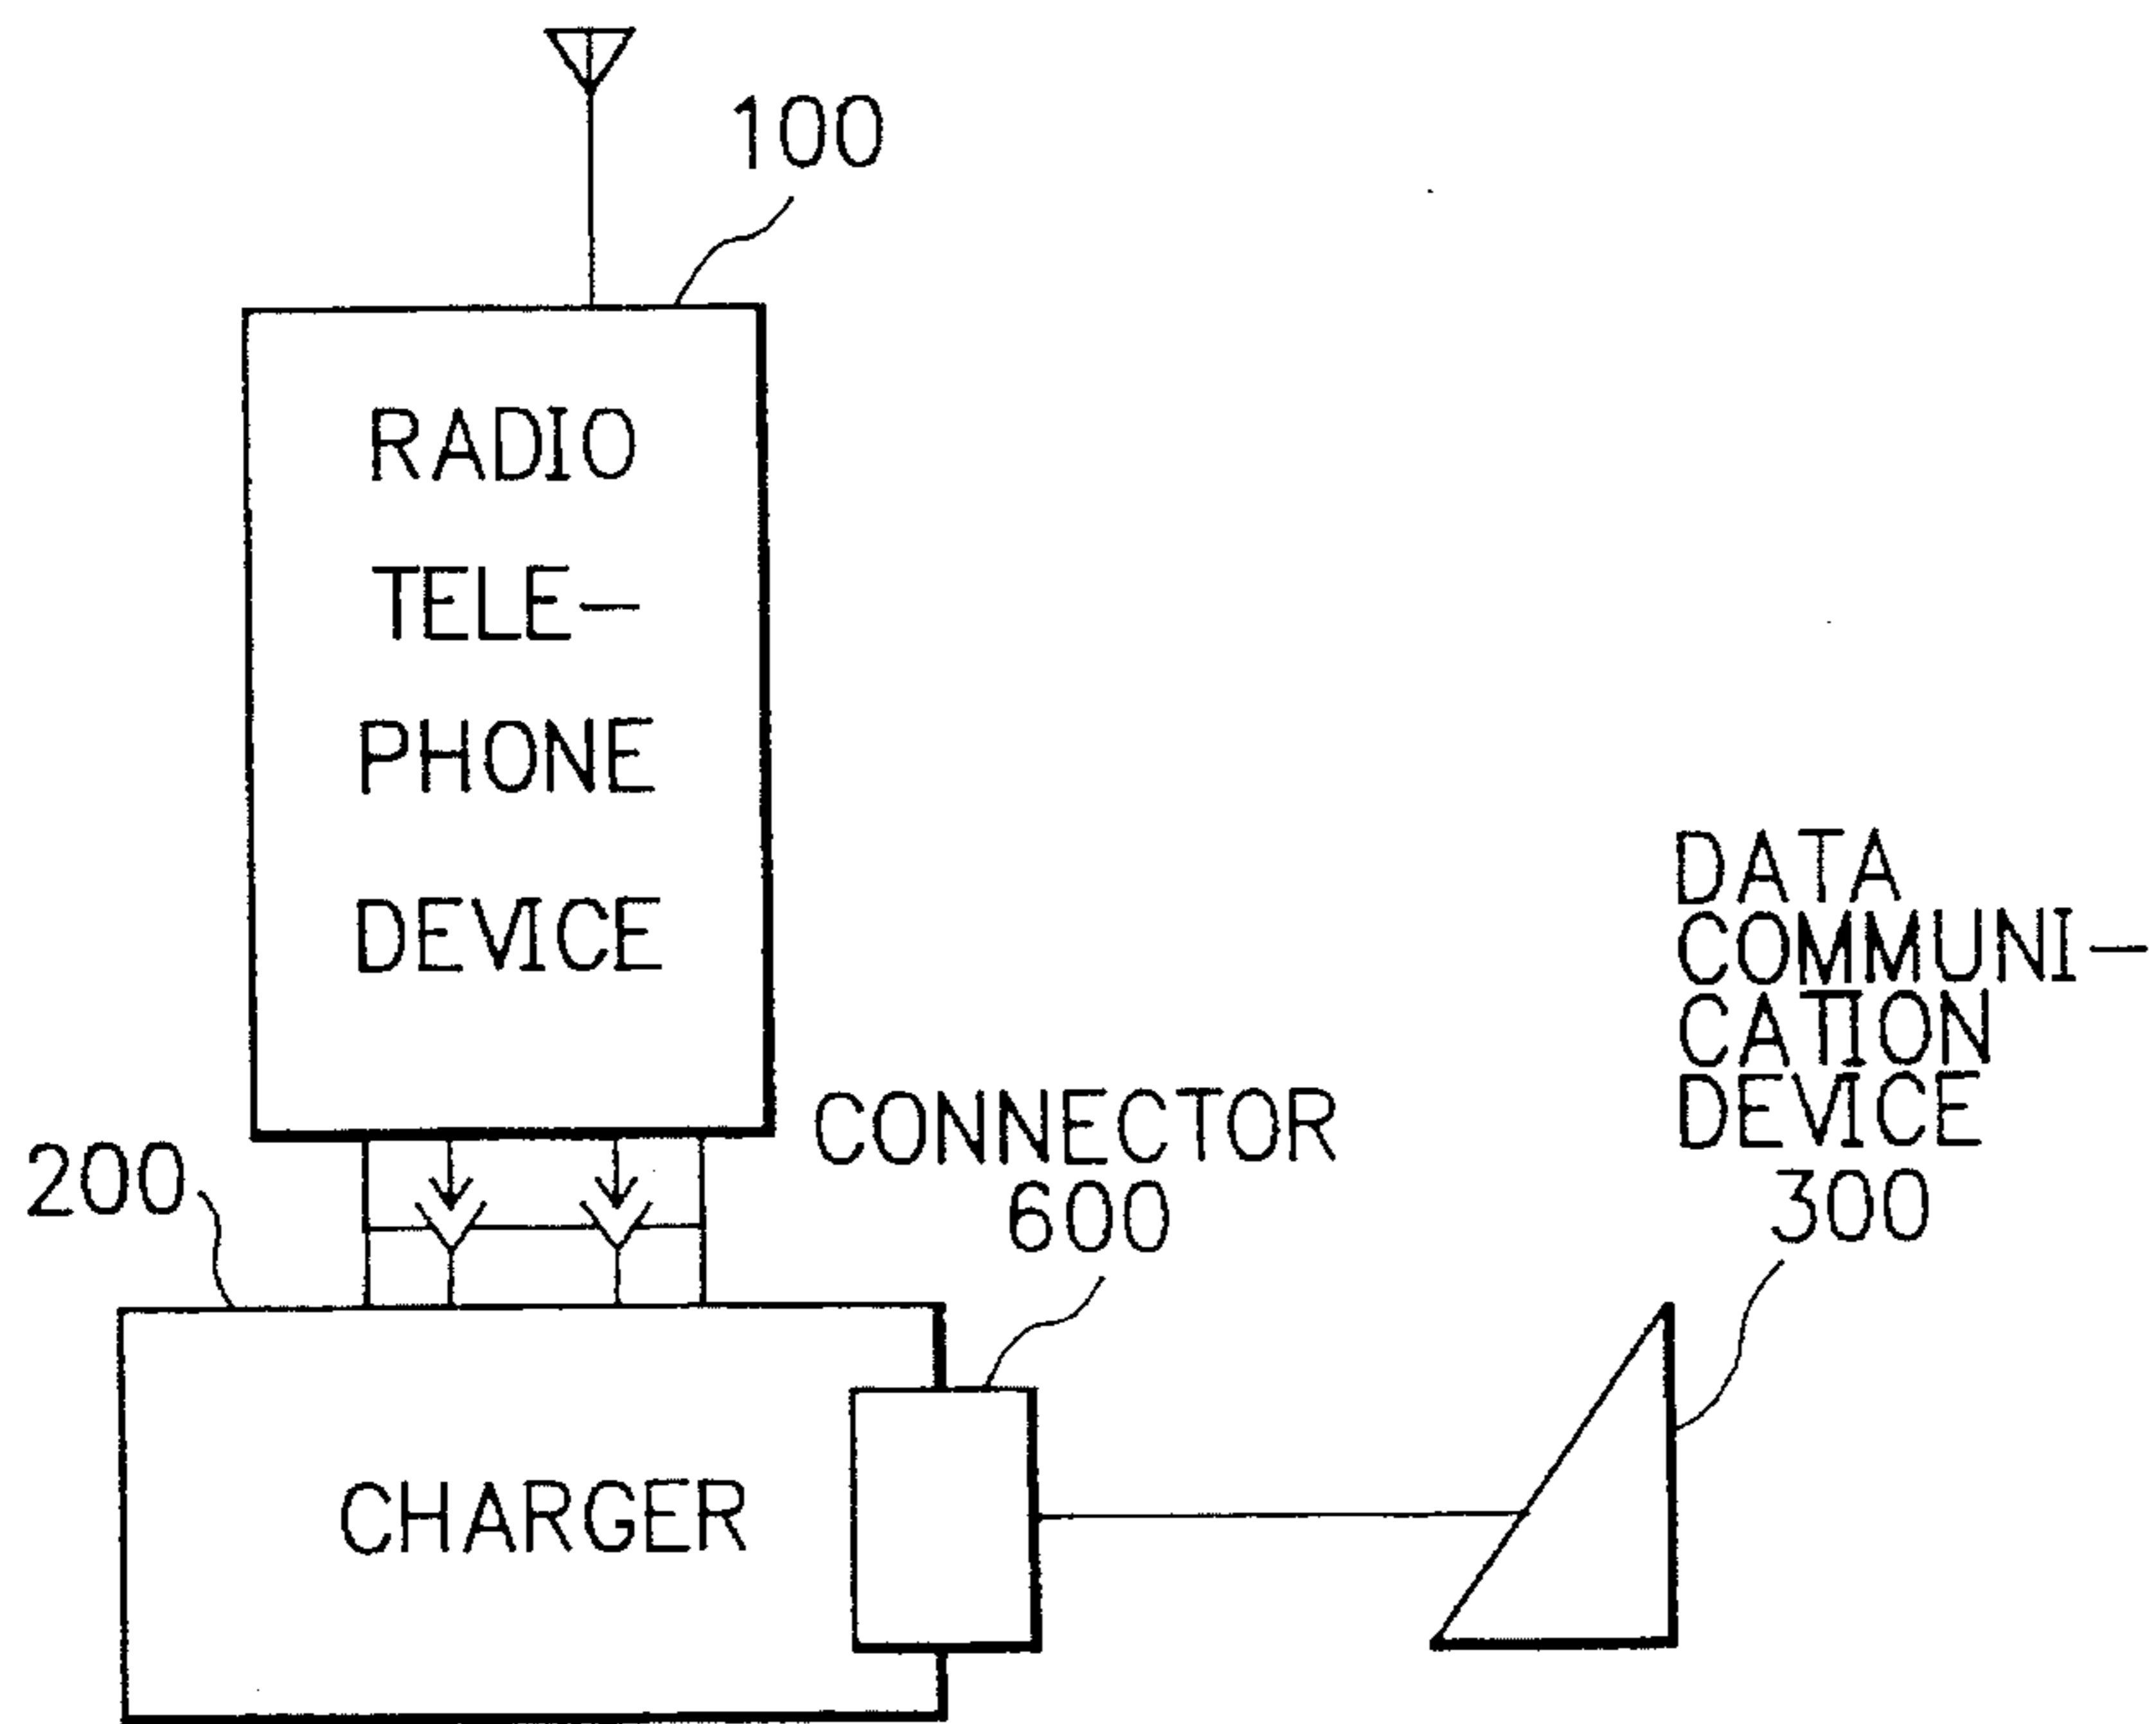 100
RADIO
TELE-
PHONE
DEVICE
DATA
COMMUNI-
CATION
DEVICE
300
CONNECTOR
600
200
CHARGER